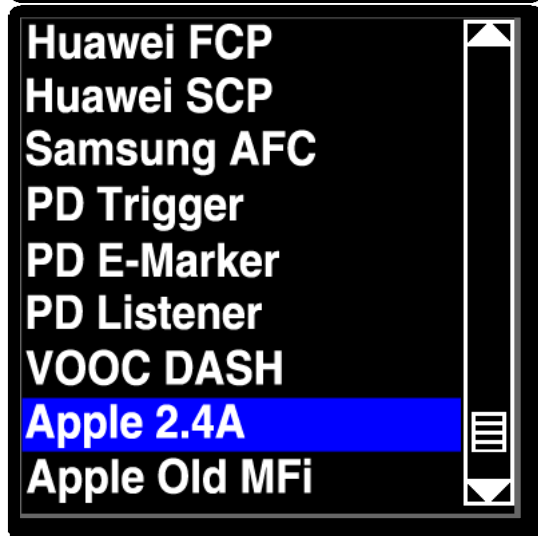 Huawei FCP
Huawei SCP
Samsung AFC
PD Trigger
PD E-Marker
PD Listener
VOOC DASH
Apple 2.4A
Apple Old MFi